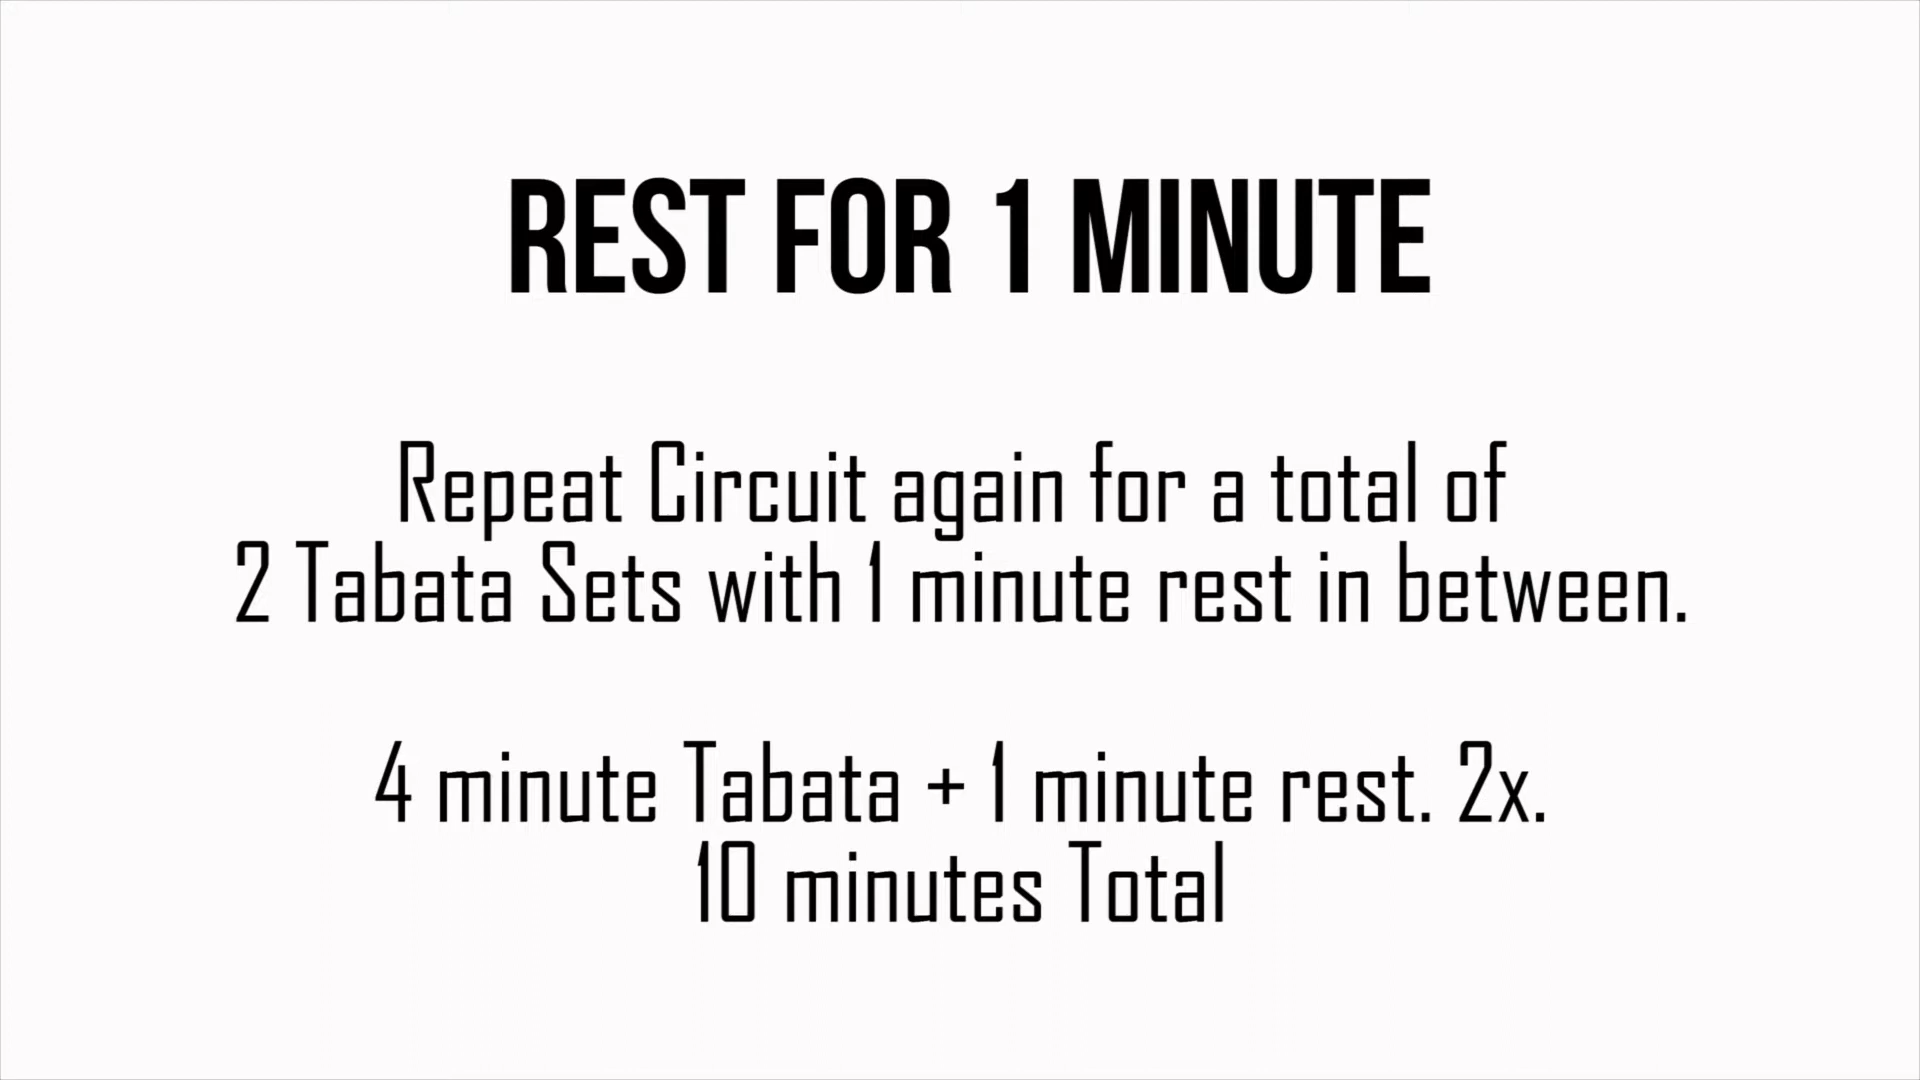 REST FOR 1 MINUTE
Repeat Circuit again for a total of
2 Tabata Sets with 1 minute rest in between.
4 minute Tabata + 1 minute rest. 2x.
10 minutes Total